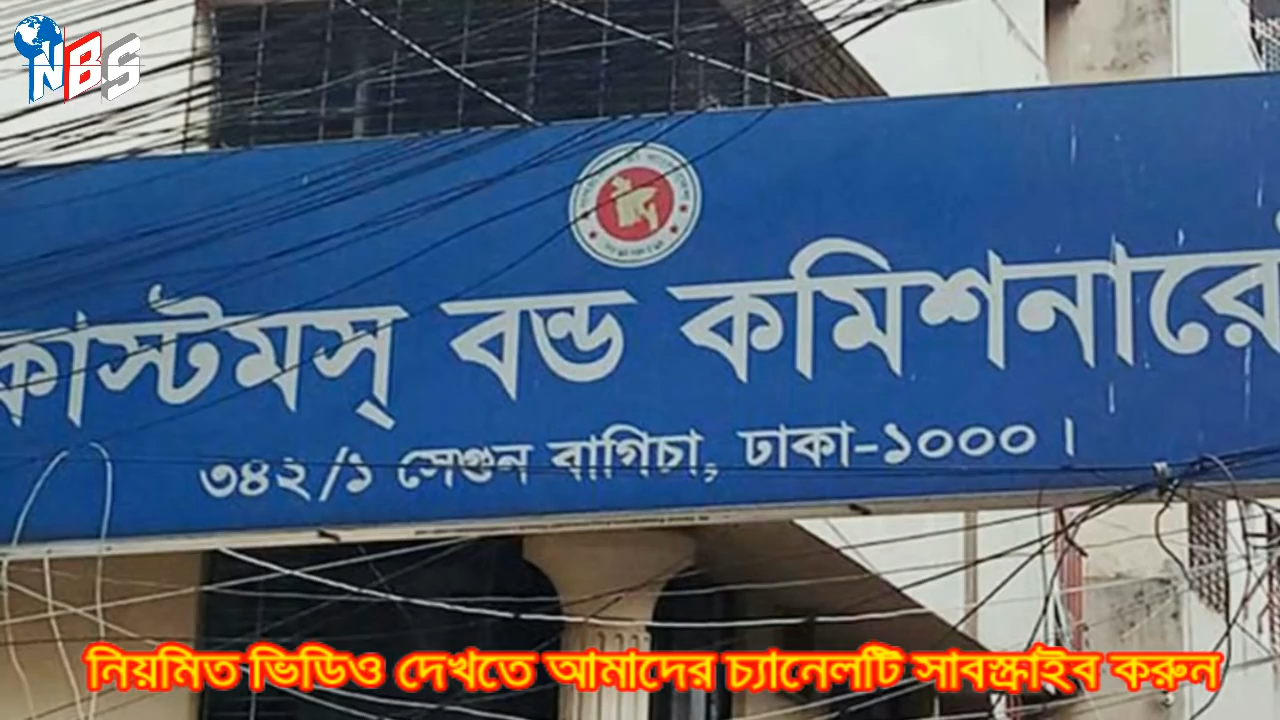 NBS
কাস্টমস্ বন্ড কমিশনারে
৩৪২/১ সেগুন বাগিচা, ঢাকা-১০০০।
নিয়মিত ভিডিও দেখতে আমাদের চ্যানেলটি সাবস্ক্রাইব করুন